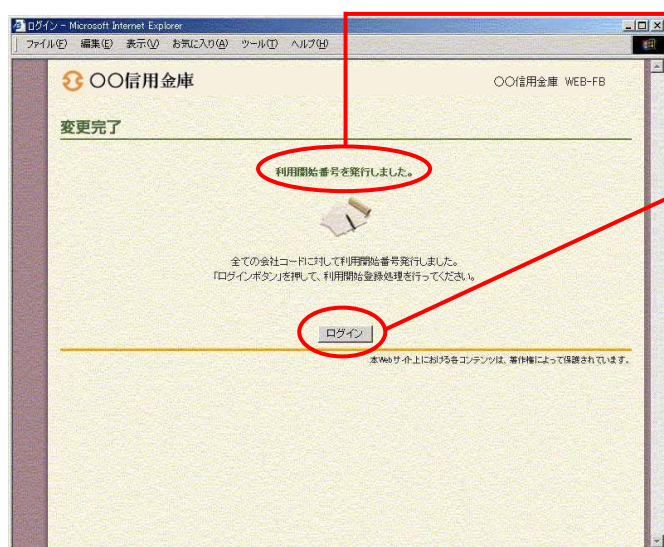 ログイン - Microsoft Internet Explorer
ファイル(F) 編集(E) 表示(V) お気に入り(A) ツール(T) ヘルプ(H)
〇〇信用金庫
〇〇信用金庫 WEB-FB
変更完了
利用開始番号を発行しました。
全ての会社コードに対して利用開始番号発行しました。
「ログインボタン」を押して、利用開始登録処理を行ってください。
ログイン
本Webサイト上における各コンテンツは、著作権によって保護されています。